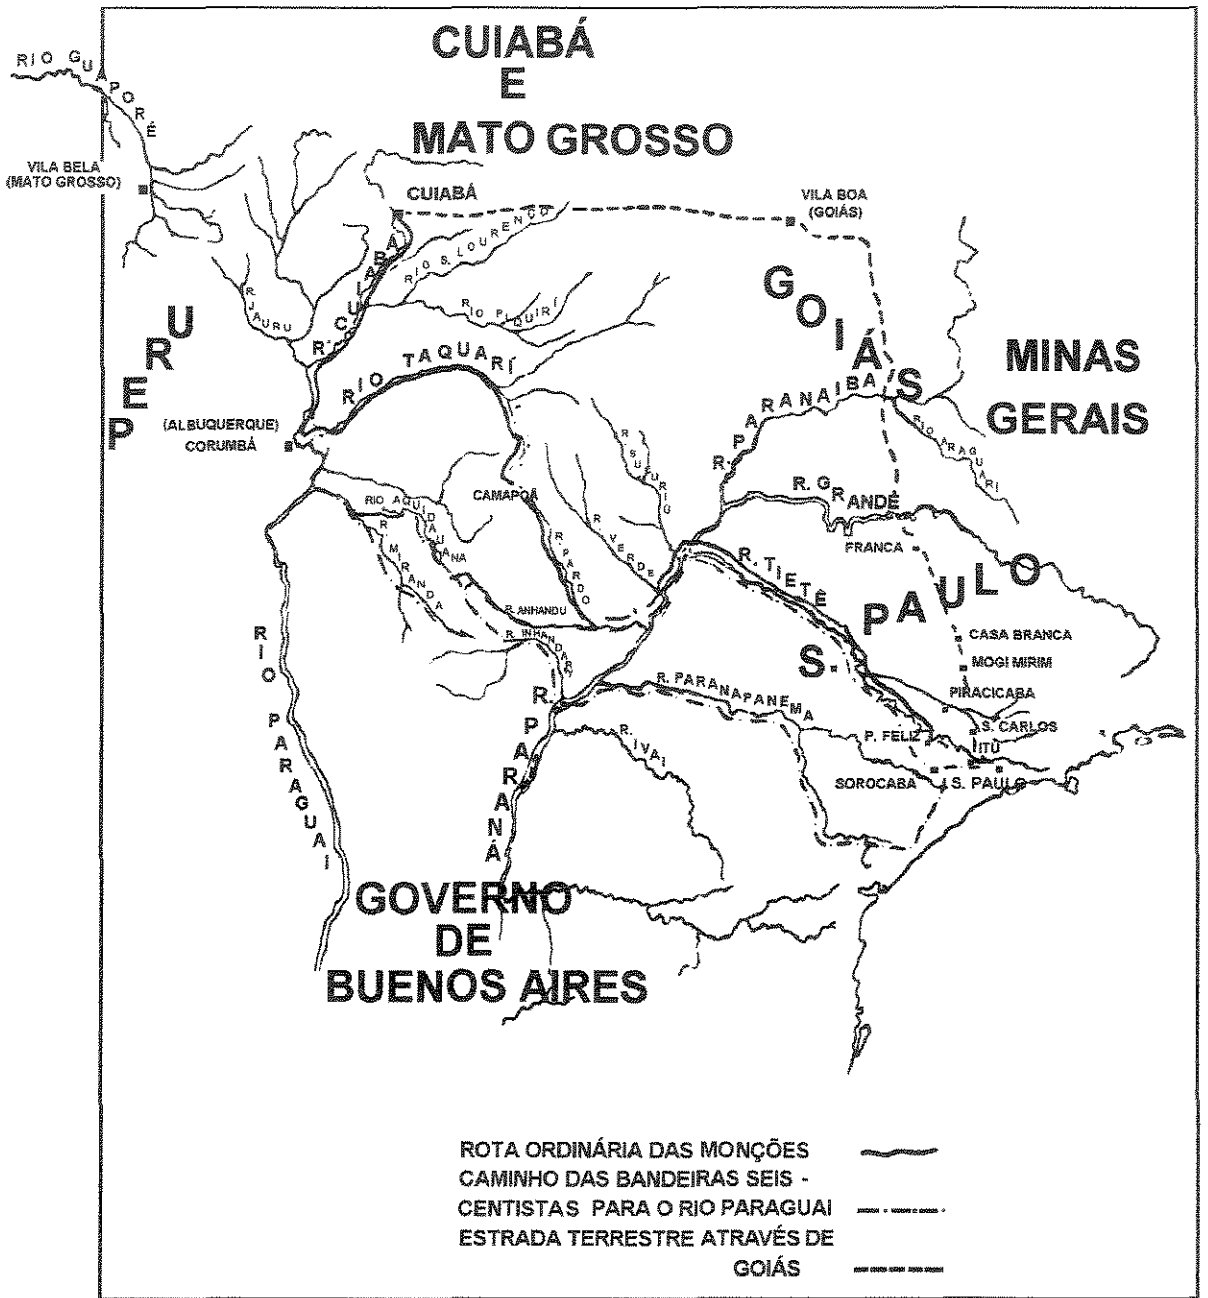 CUIABÁ
E
MATO GROSSO
RIO GUAPORÉ
VILA BELA
(MATO GROSSO)
CUIABÁ
VILA BOA
(GOIÁS)
R. CUIABÁ
RIO S. LOURENÇO
R. JAURU
RIO PIQUIRÍ
GOIÁS
PERU
RIO TAQUARÍ
MINAS
GERAIS
R. PARANAIBA
RIO ARAGUARÍ
(ALBUQUERQUE)
CORUMBÁ
R. SUCURIÚ
CAMAPOÃ
R. GRANDE
RIO AQUIDAUANA
R. MIRANDA
R. VERDE
R. PARDO
FRANCA
R. TIETÊ
S. PAULO
R. ANHANDU
R. INHANDARÍ
CASA BRANCA
MOGI MIRIM
RIO PARAGUAI
R. PARANAPANEMA
PIRACICABA
S. CARLOS
R. PARANÁ
R. IVAI
P. FELIZ
ITÚ
SOROCABA
S. PAULO
GOVERNO
DE
BUENOS AIRES
ROTA ORDINÁRIA DAS MONÇÕES
CAMINHO DAS BANDEIRAS SEIS -
CENTISTAS PARA O RIO PARAGUAI
ESTRADA TERRESTRE ATRAVÉS DE
GOIÁS